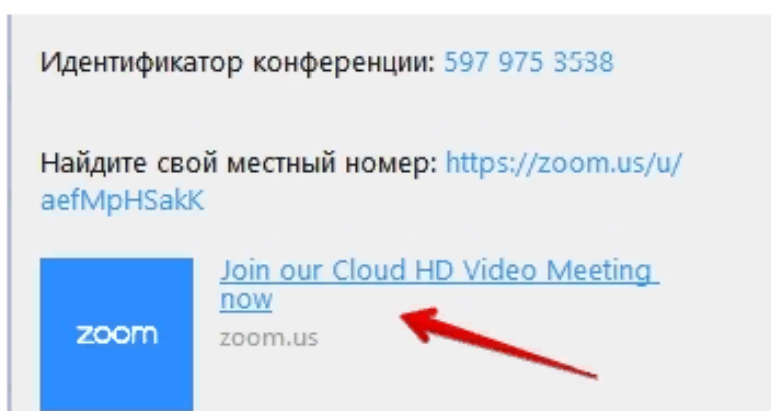 Идентификатор конференции: 597 975 3538
Найдите свой местный номер: https://zoom.us/u/
aefMpHSakK
Join our Cloud HD Video Meeting
now
zoom
zoom.us